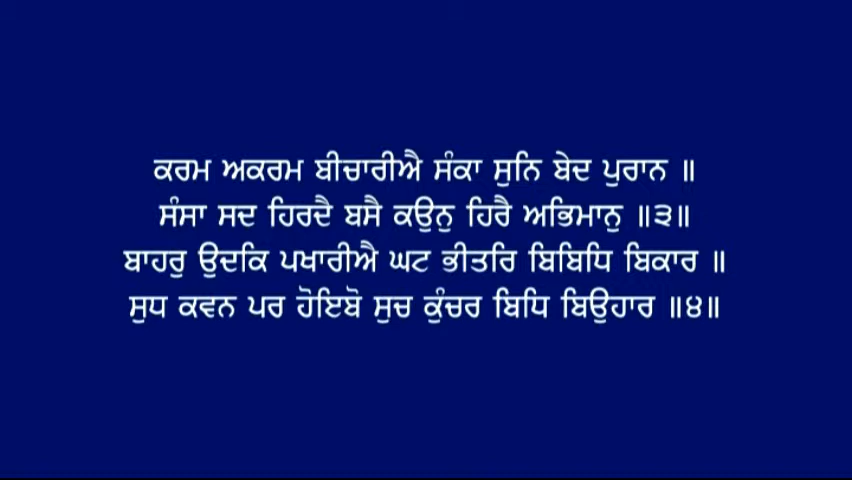 ਕਰਮ ਅਕਰਮ ਬੀਚਾਰੀਐ ਸੰਕਾ ਸੁਨਿ ਬੇਦ ਪੁਰਾਨ ॥
ਸੰਸਾ ਸਦ ਹਿਰਦੈ ਬਸੈ ਕਉਨੁ ਹਿਰੈ ਅਭਿਮਾਨੁ ॥੩॥
ਬਾਹਰੁ ਉਦਕਿ ਪਖਾਰੀਐ ਘਟ ਭੀਤਰਿ ਬਿਬਿਧਿ ਬਿਕਾਰ ॥
ਸੁਧ ਕਵਨ ਪਰ ਹੋਇਬੋ ਸੁਚ ਕੁੰਚਰ ਬਿਧਿ ਬਿਉਹਾਰ ॥੪॥